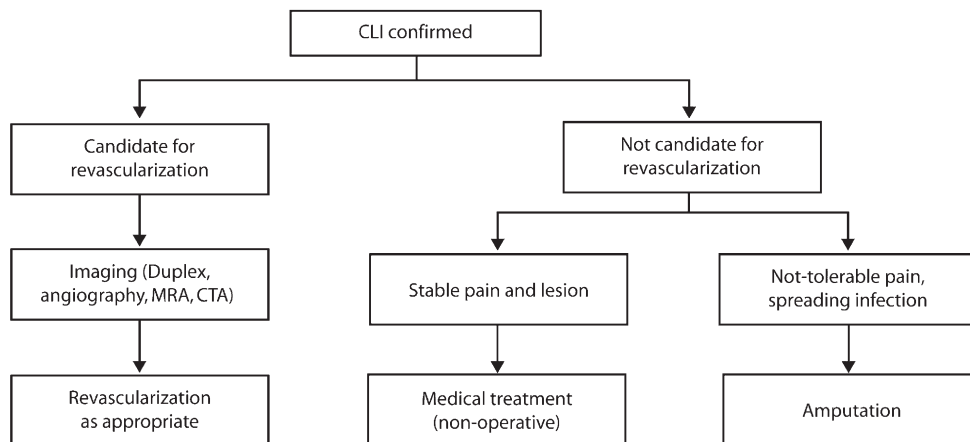 CLI confirmed
Candidate for
revascularization
Not candidate for
revascularization
Imaging (Duplex,
angiography, MRA, CTA)
Stable pain and lesion
Not-tolerable pain,
spreading infection
Revascularization
as appropriate
Medical treatment
(non-operative)
Amputation